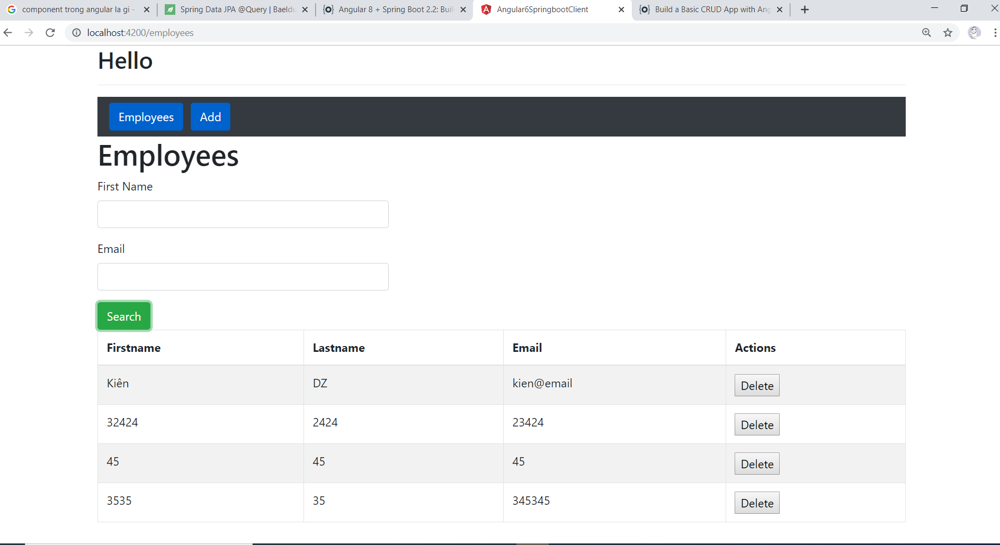 component trong angular la gi -
Spring Data JPA @Query | Baeldu
Angular 8 + Spring Boot 2.2: Buil
Angular6SpringbootClient
Build a Basic CRUD App with Ang
localhost:4200/employees
Hello
Employees Add
Employees
First Name
Email
Search
Firstname Lastname Email Actions
Kiên DZ kien@email Delete
32424 2424 23424 Delete
45 45 45 Delete
3535 35 345345 Delete